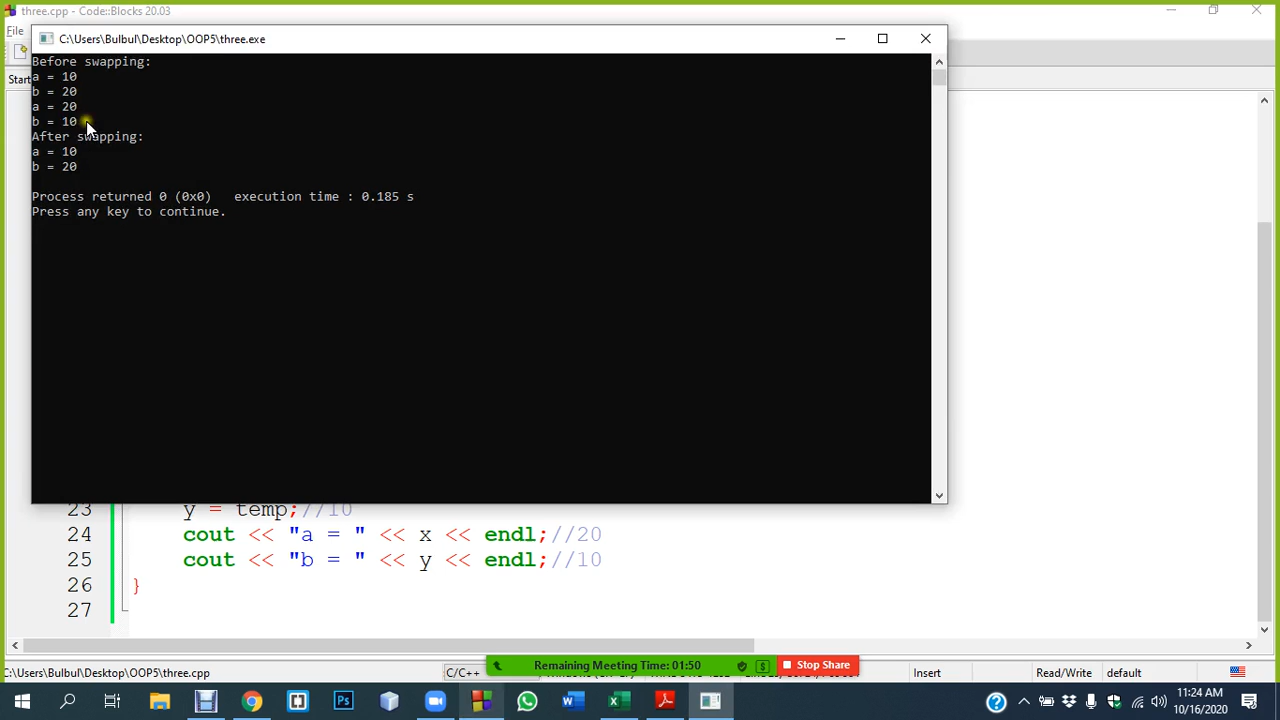 three.cpp - Code::Blocks 20.03
File
C:\Users\Bulbul\Desktop\OOP5\three.exe
Start
Before swapping:
a = 10
b = 20
a = 20
b = 10
After swapping:
a = 10
b = 20
Process returned 0 (0x0)   execution time : 0.185 s
Press any key to continue.
23 y = temp;//10
24 cout << "a = " << x << endl;//20
25 cout << "b = " << y << endl;//10
26 }
27
C:\Users\Bulbul\Desktop\OOP5\three.cpp C/C++ Insert Read/Write default
Remaining Meeting Time: 01:50 Stop Share
11:24 AM
10/16/2020